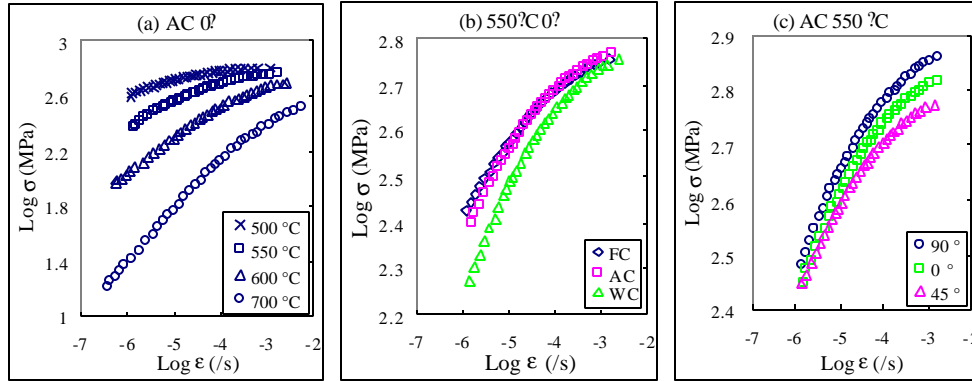 (a) AC 0?
3
2.6
2.2
1.8
1.4
1
Log σ (MPa)
× 500 °C
550 °C
600 °C
700 °C
-7 -6 -5 -4 -3 -2
Log ε (/s)
(b) 550?C 0?
2.8
2.7
2.6
2.5
2.4
2.3
2.2
Log σ (MPa)
FC
AC
WC
-7 -6 -5 -4 -3 -2
Log ε (/s)
(c) AC 550 ?C
2.9
2.8
2.7
2.6
2.5
2.4
Log σ (MPa)
90 °
0 °
45 °
-7 -6 -5 -4 -3 -2
Log ε (/s)